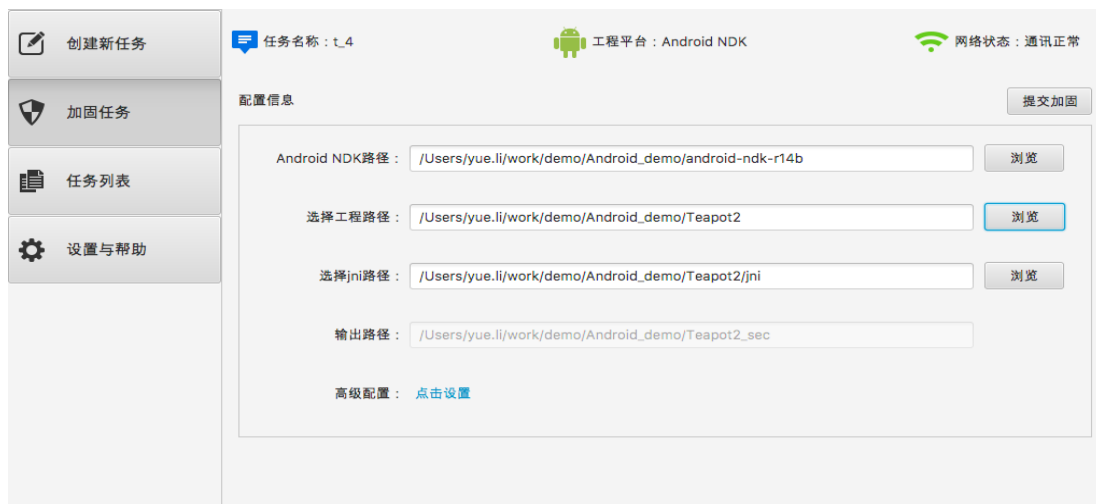 创建新任务
任务名称：t_4
工程平台：Android NDK
网络状态：通讯正常
加固任务
配置信息
提交加固
任务列表
设置与帮助
Android NDK路径：
/Users/yue.li/work/demo/Android_demo/android-ndk-r14b
浏览
选择工程路径：
/Users/yue.li/work/demo/Android_demo/Teapot2
浏览
选择jni路径：
/Users/yue.li/work/demo/Android_demo/Teapot2/jni
浏览
输出路径：
/Users/yue.li/work/demo/Android_demo/Teapot2_sec
高级配置：
点击设置